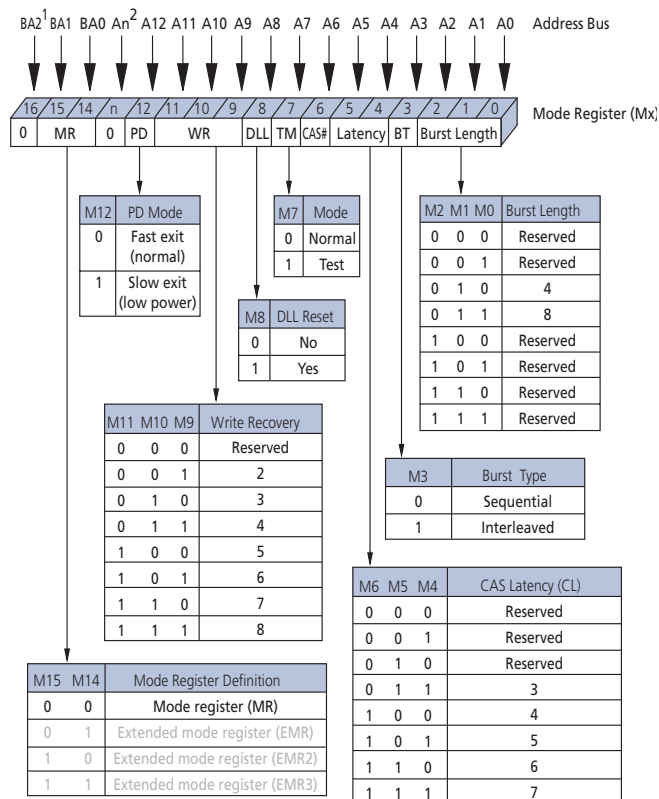 BA2¹ BA1 BA0 An² A12 A11 A10 A9 A8 A7 A6 A5 A4 A3 A2 A1 A0 Address Bus
16 15 14 n 12 11 10 9 8 7 6 5 4 3 2 1 0 Mode Register (Mx)
0 MR 0 PD WR DLL TM CAS# Latency BT Burst Length
M12 PD Mode
0 Fast exit
(normal)
1 Slow exit
(low power)
M7 Mode
0 Normal
1 Test
M2 M1 M0 Burst Length
0 0 0 Reserved
0 0 1 Reserved
0 1 0 4
0 1 1 8
1 0 0 Reserved
1 0 1 Reserved
1 1 0 Reserved
1 1 1 Reserved
M8 DLL Reset
0 No
1 Yes
M11 M10 M9 Write Recovery
0 0 0 Reserved
0 0 1 2
0 1 0 3
0 1 1 4
1 0 0 5
1 0 1 6
1 1 0 7
1 1 1 8
M3 Burst Type
0 Sequential
1 Interleaved
M6 M5 M4 CAS Latency (CL)
0 0 0 Reserved
0 0 1 Reserved
0 1 0 Reserved
0 1 1 3
1 0 0 4
1 0 1 5
1 1 0 6
1 1 1 7
M15 M14 Mode Register Definition
0 0 Mode register (MR)
0 1 Extended mode register (EMR)
1 0 Extended mode register (EMR2)
1 1 Extended mode register (EMR3)